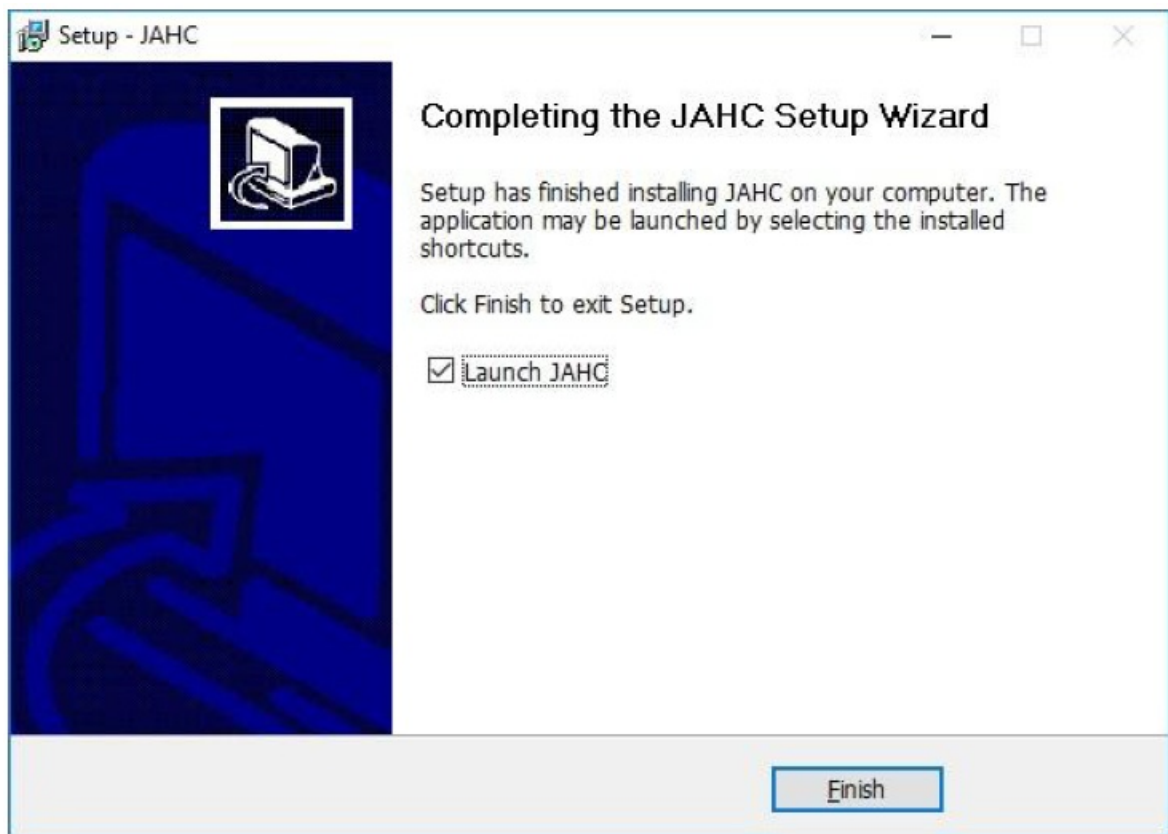 Setup - JAHC
Completing the JAHC Setup Wizard
Setup has finished installing JAHC on your computer. The
application may be launched by selecting the installed
shortcuts.
Click Finish to exit Setup.
Launch JAHC
Finish